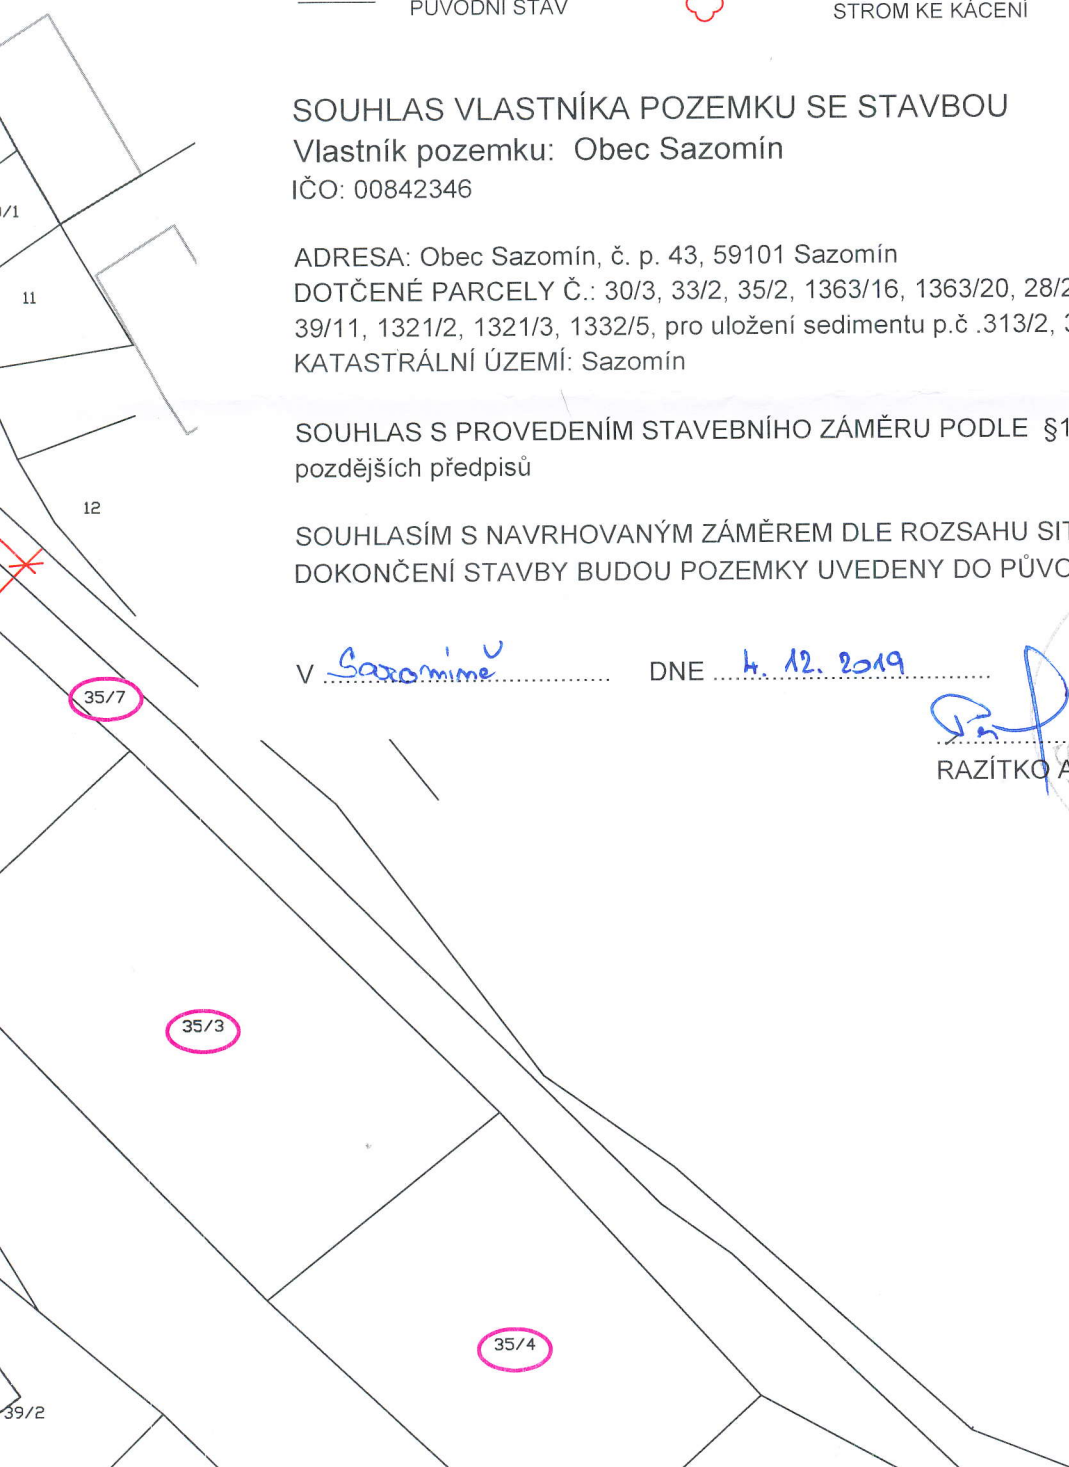 PŮVODNÍ STAV
STROM KE KÁCENÍ
SOUHLAS VLASTNÍKA POZEMKU SE STAVBOU
Vlastník pozemku: Obec Sazomín
IČO: 00842346
ADRESA: Obec Sazomín, č. p. 43, 59101 Sazomín
DOTČENÉ PARCELY Č.: 30/3, 33/2, 35/2, 1363/16, 1363/20, 28/2
39/11, 1321/2, 1321/3, 1332/5, pro uložení sedimentu p.č .313/2, 3
KATASTRÁLNÍ ÚZEMÍ: Sazomín
SOUHLAS S PROVEDENÍM STAVEBNÍHO ZÁMĚRU PODLE §1
pozdějších předpisů
SOUHLASÍM S NAVRHOVANÝM ZÁMĚREM DLE ROZSAHU SIT
DOKONČENÍ STAVBY BUDOU POZEMKY UVEDENY DO PŮVO
V Sazomíně DNE 4. 12. 2019
RAZÍTKO A
/1
11
12
35/7
35/3
35/4
39/2